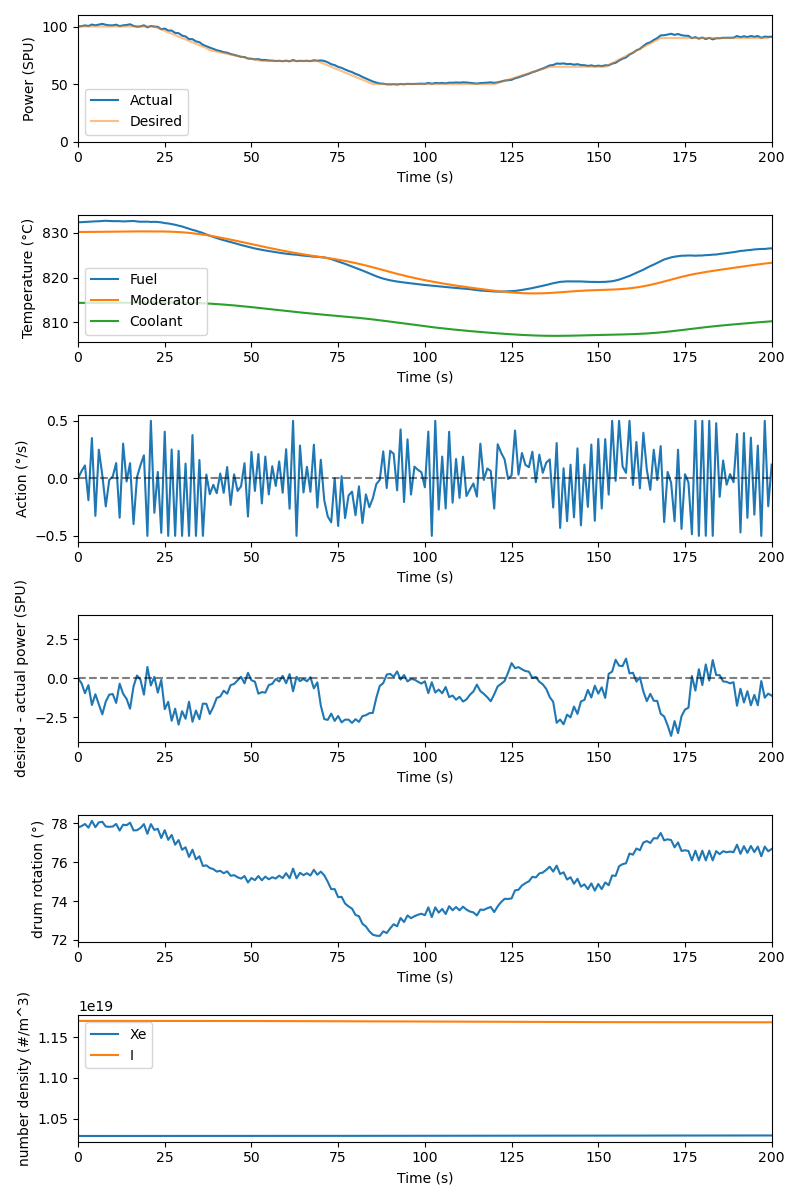 100
50
0
Power (SPU)
Actual
Desired
0 25 50 75 100 125 150 175 200
Time (s)
830
820
810
Temperature (°C)
Fuel
Moderator
Coolant
0 25 50 75 100 125 150 175 200
Time (s)
0.5
0.0
−0.5
Action (°/s)
0 25 50 75 100 125 150 175 200
Time (s)
2.5
0.0
−2.5
desired - actual power (SPU)
0 25 50 75 100 125 150 175 200
Time (s)
78
76
74
72
drum rotation (°)
0 25 50 75 100 125 150 175 200
Time (s)
1e19
1.15
1.10
1.05
number density (#/m^3)
Xe
I
0 25 50 75 100 125 150 175 200
Time (s)